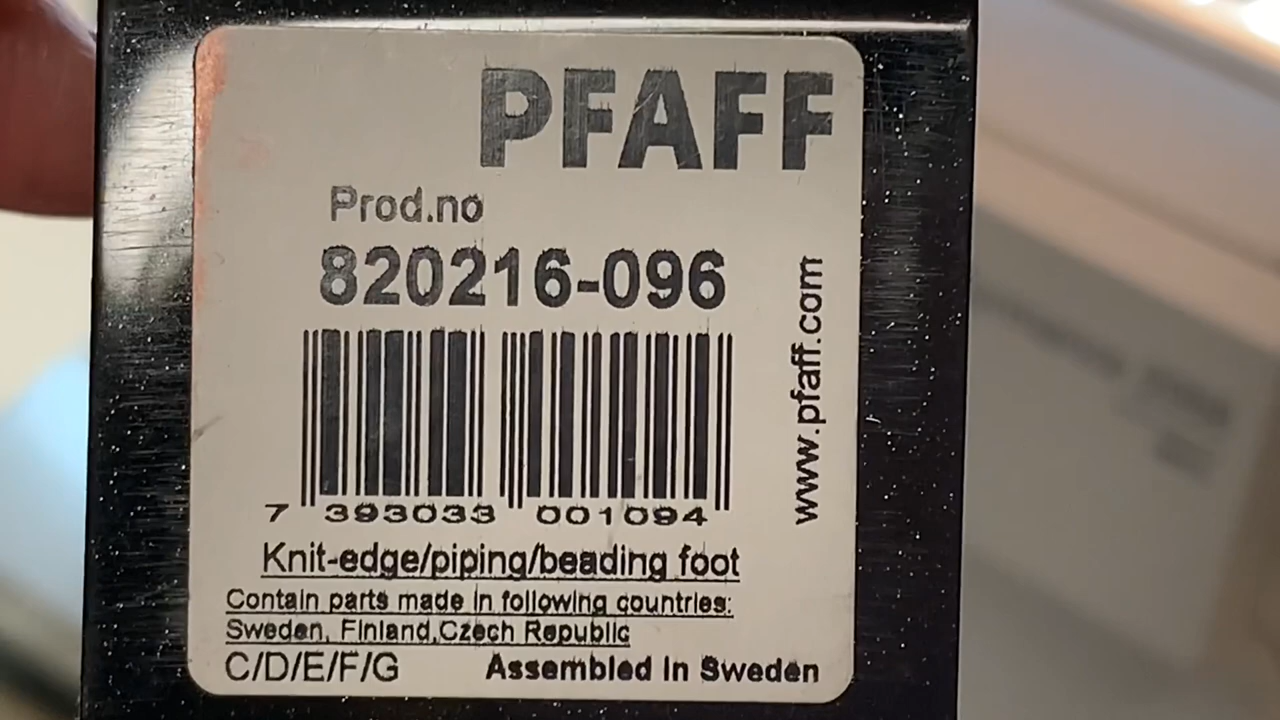 PFAFF
Prod.no
820216-096
www.pfaff.com
7 393033 001094
Knit-edge/piping/beading foot
Contain parts made in following countries:
Sweden, Finland,Czech Republic
C/D/E/F/G Assembled in Sweden